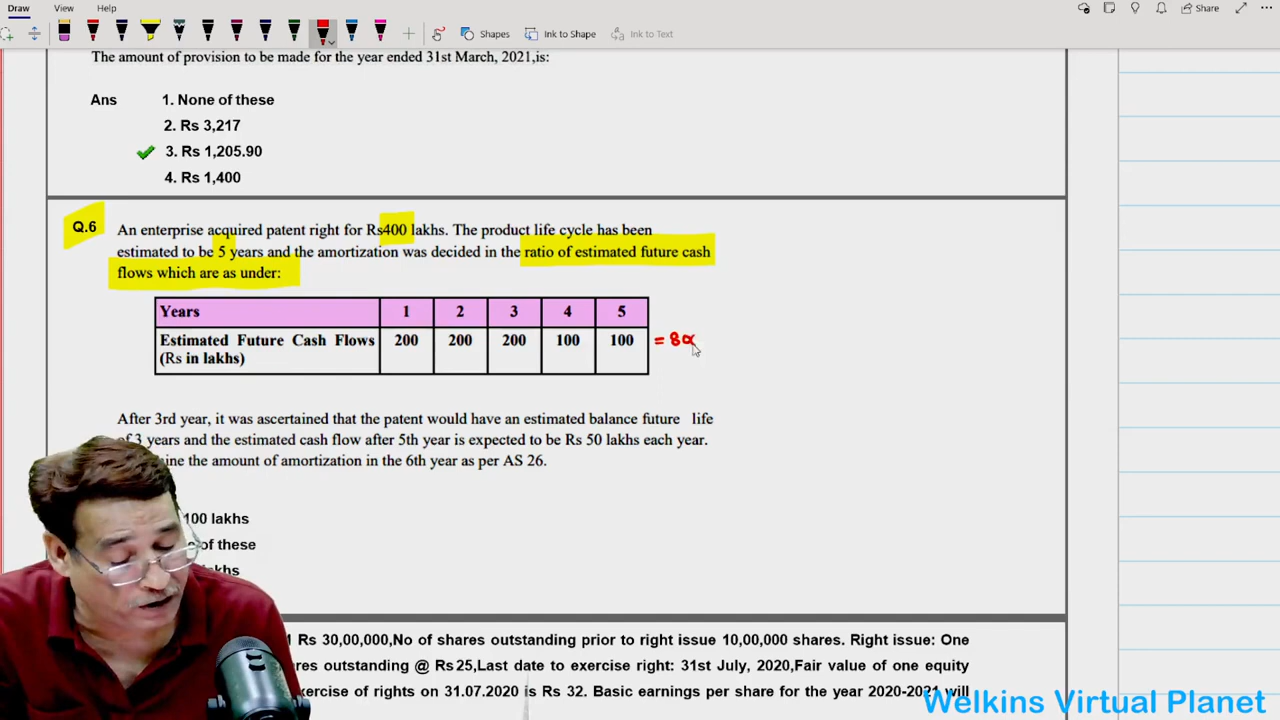 Draw View Help
Share
Shapes Ink to Shape Ink to Text
The amount of provision to be made for the year ended 31st March, 2021,is:
Ans 1. None of these
2. Rs 3,217
3. Rs 1,205.90
4. Rs 1,400
Q.6 An enterprise acquired patent right for Rs400 lakhs. The product life cycle has been
estimated to be 5 years and the amortization was decided in the ratio of estimated future cash
flows which are as under:
Years 1 2 3 4 5
Estimated Future Cash Flows 200 200 200 100 100 = 80
(Rs in lakhs)
After 3rd year, it was ascertained that the patent would have an estimated balance future life
of 3 years and the estimated cash flow after 5th year is expected to be Rs 50 lakhs each year.
the amount of amortization in the 6th year as per AS 26.
100 lakhs
of these
lakhs
Rs 30,00,000,No of shares outstanding prior to right issue 10,00,000 shares. Right issue: One
outstanding @ Rs25,Last date to exercise right: 31st July, 2020,Fair value of one equity
of rights on 31.07.2020 is Rs 32. Basic earnings per share for the year 2020-2021 will
Welkins Virtual Planet